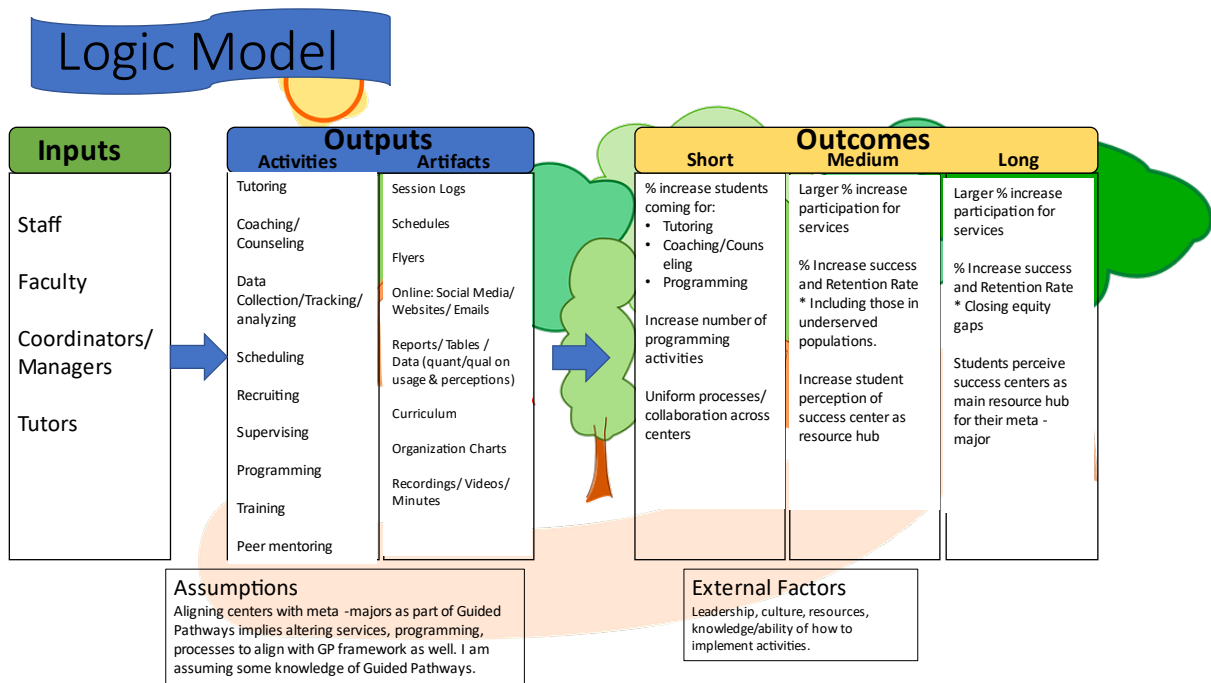 Logic Model
Inputs
Staff
Faculty
Coordinators/
Managers
Tutors
Outputs
Activities
Artifacts
Tutoring
Coaching/
Counseling
Data
Collection/Tracking/
analyzing
Scheduling
Recruiting
Supervising
Programming
Training
Peer mentoring
Session Logs
Schedules
Flyers
Online: Social Media/
Websites/ Emails
Reports/ Tables /
Data (quant/qual on
usage & perceptions)
Curriculum
Organization Charts
Recordings/ Videos/
Minutes
Outcomes
Short
Medium
Long
% increase students
coming for:
• Tutoring
• Coaching/Couns
eling
• Programming
Increase number of
programming
activities
Uniform processes/
collaboration across
centers
Larger % increase
participation for
services
% Increase success
and Retention Rate
* Including those in
underserved
populations.
Increase student
perception of
success center as
resource hub
Larger % increase
participation for
services
% Increase success
and Retention Rate
* Closing equity
gaps
Students perceive
success centers as
main resource hub
for their meta -
major
Assumptions
Aligning centers with meta -majors as part of Guided
Pathways implies altering services, programming,
processes to align with GP framework as well. I am
assuming some knowledge of Guided Pathways.
External Factors
Leadership, culture, resources,
knowledge/ability of how to
implement activities.